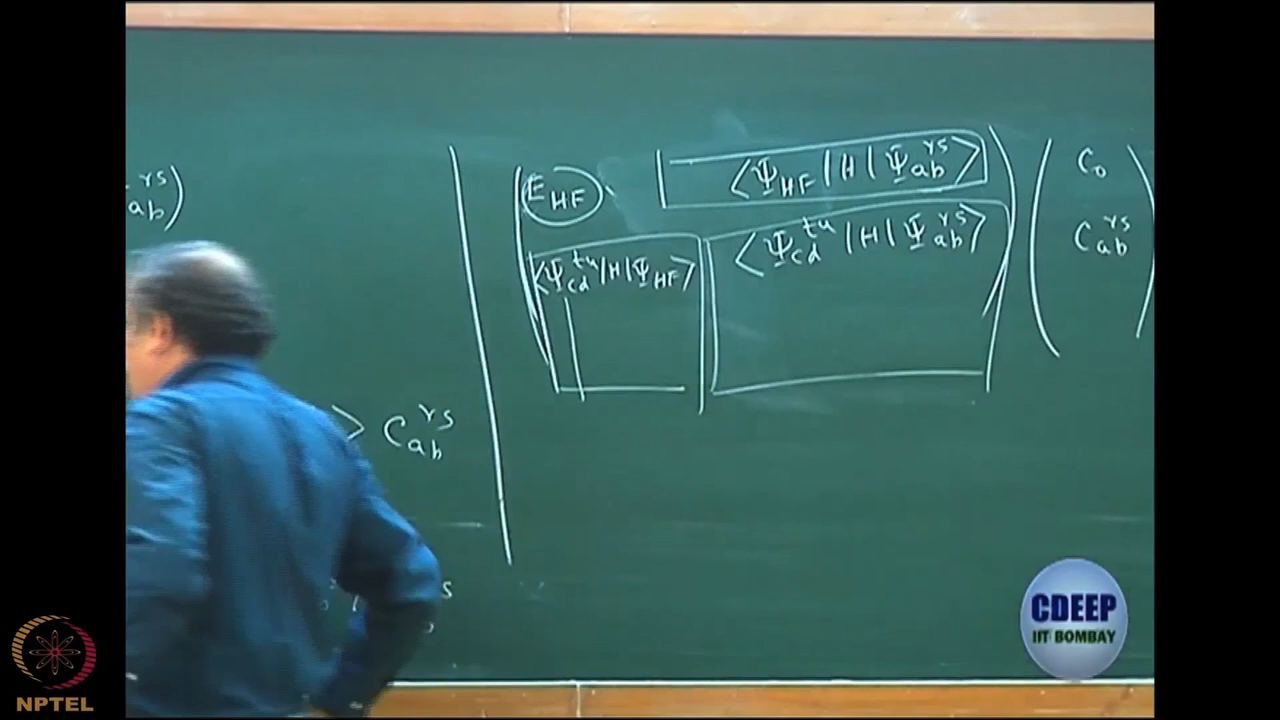 E_HF ⟨Ψ_HF|H|Ψ_ab^rs⟩ C_0
rs
ab)
⟨Ψ_cd^tu|H|Ψ_HF⟩ ⟨Ψ_cd^tu|H|Ψ_ab^rs⟩ C_ab^rs
⟩ C_ab^rs
s
CDEEP
IIT BOMBAY
NPTEL